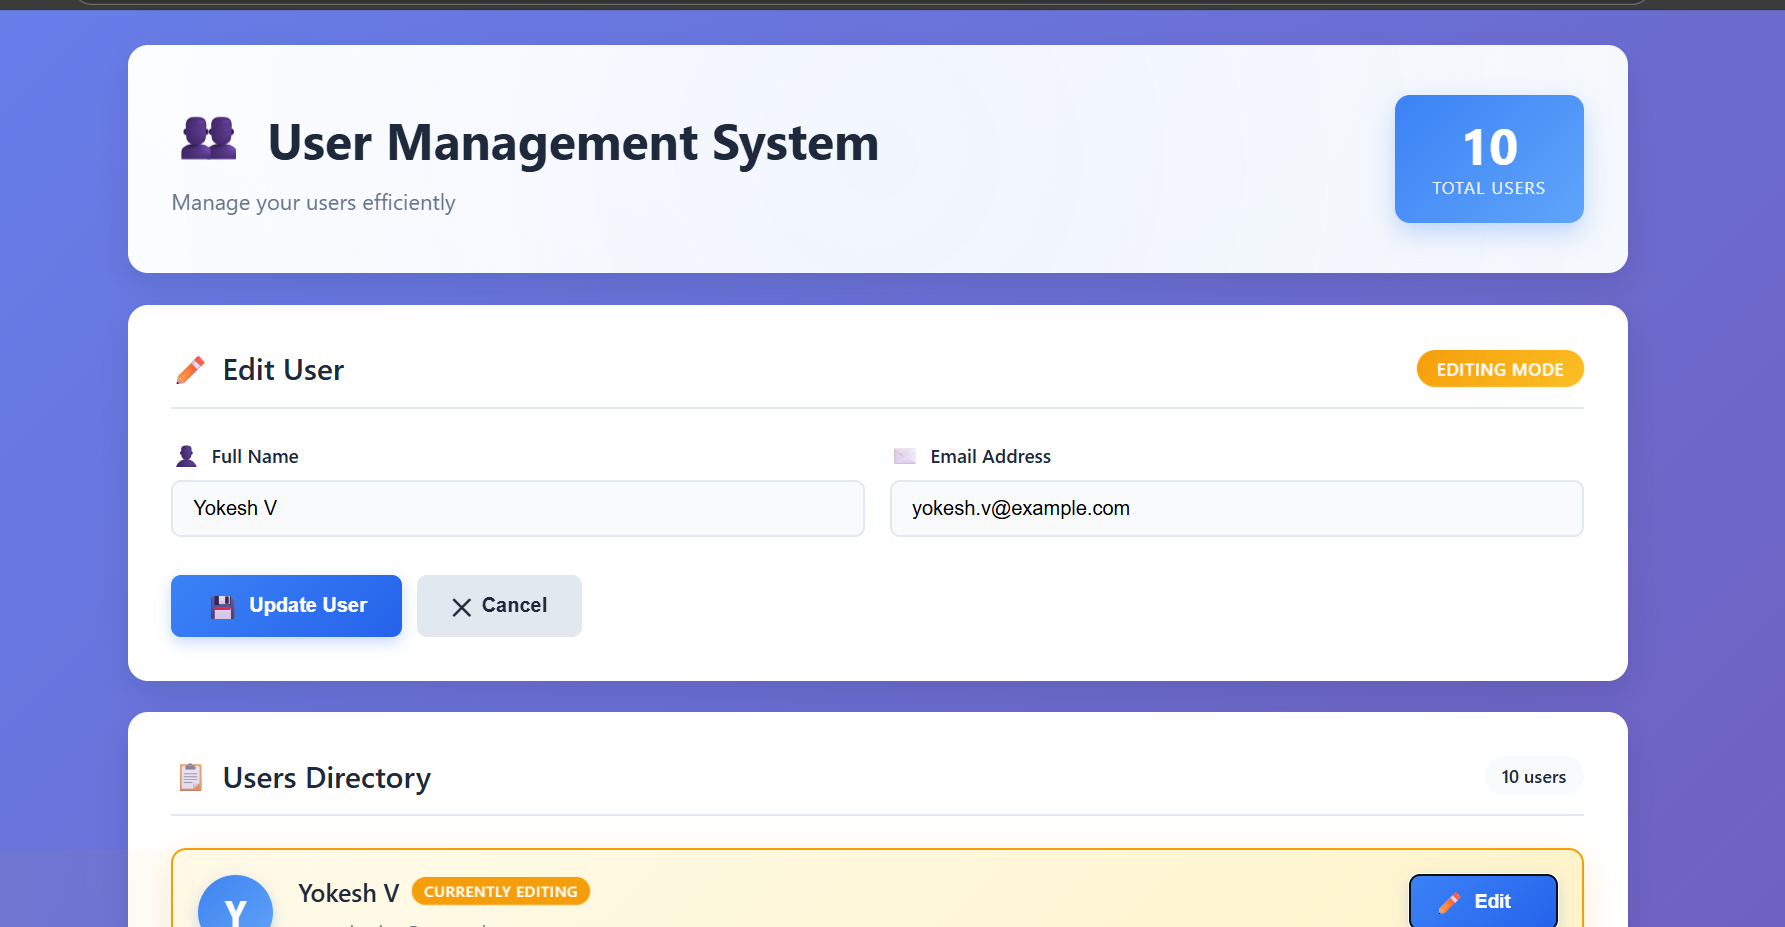 User Management System
Manage your users efficiently
10
TOTAL USERS
Edit User
EDITING MODE
Full Name
Email Address
Yokesh V
yokesh.v@example.com
Update User
Cancel
Users Directory
10 users
Y
Yokesh V
CURRENTLY EDITING
Edit